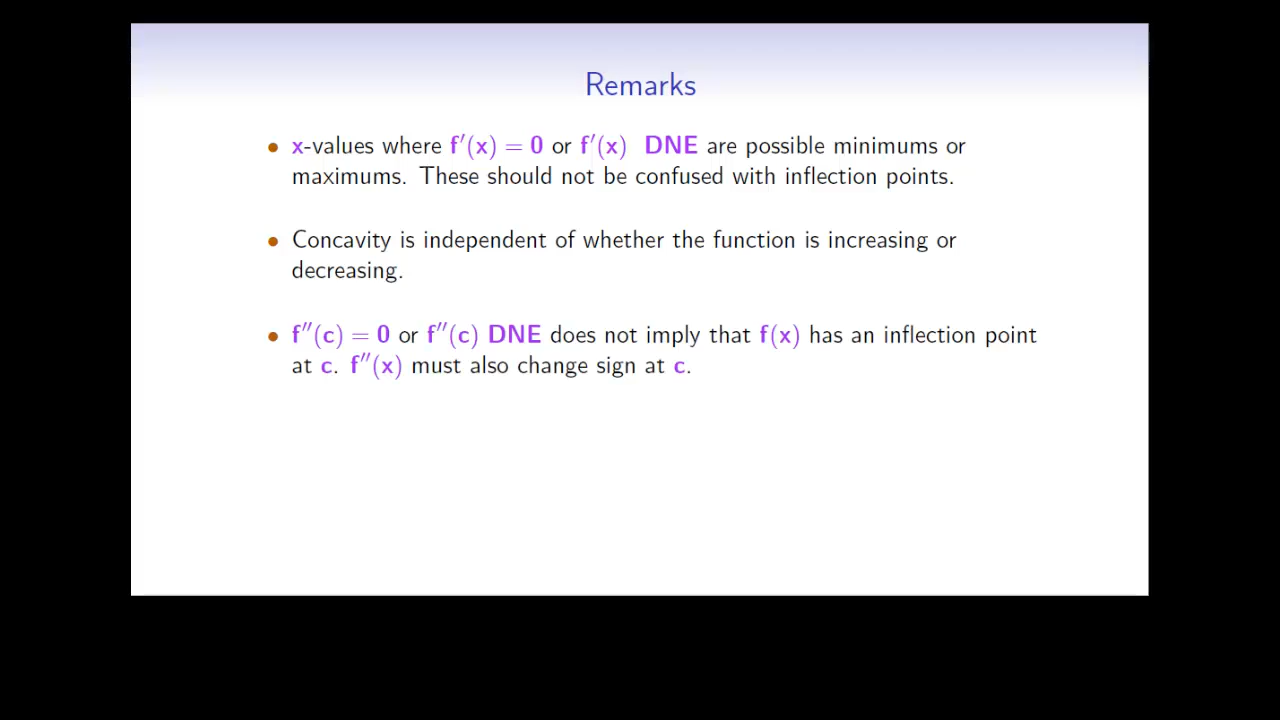 Remarks
• x-values where f′(x) = 0 or f′(x) DNE are possible minimums or
maximums. These should not be confused with inflection points.
• Concavity is independent of whether the function is increasing or
decreasing.
• f″(c) = 0 or f″(c) DNE does not imply that f(x) has an inflection point
at c. f″(x) must also change sign at c.